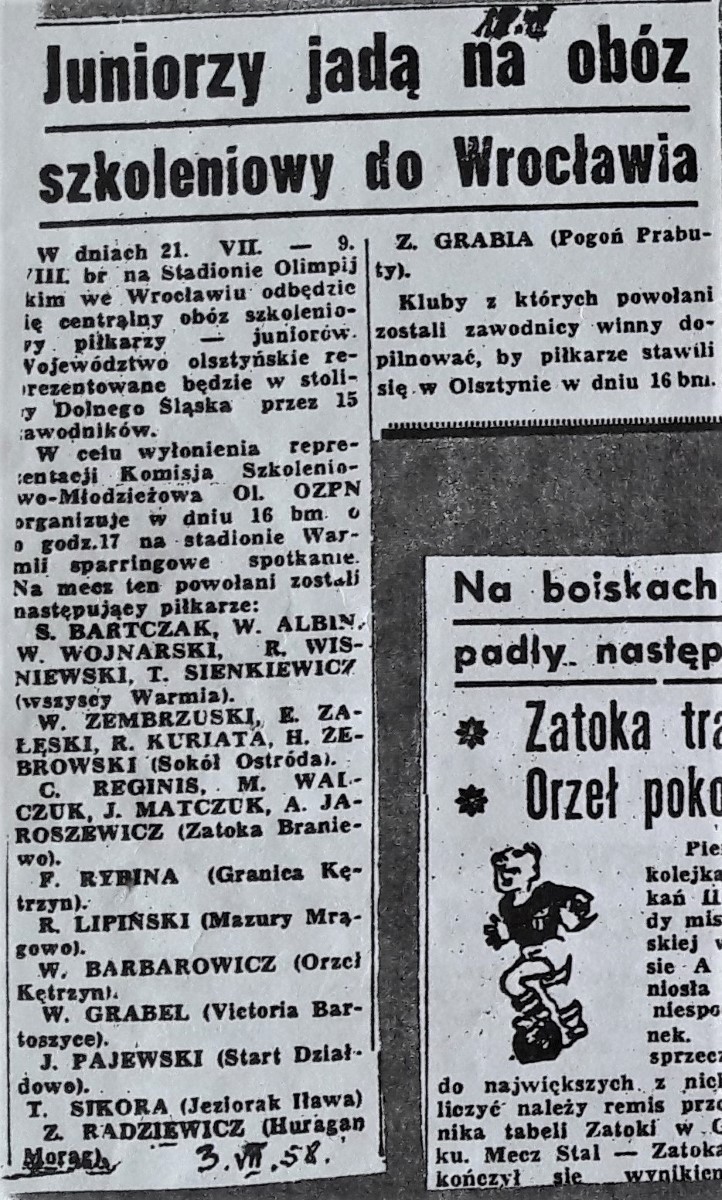 Juniorzy jadą na obóz
szkoleniowy do Wrocławia
W dniach 21. VII. — 9.
VIII. br na Stadionie Olimpij
kim we Wrocławiu odbędzie
ię centralny obóz szkolenio-
wy piłkarzy — juniorów.
Województwo olsztyńskie re-
prezentowane będzie w stoli-
cy Dolnego Śląska przez 15
zawodników.
W celu wyłonienia repre-
zentacji Komisja Szkolenio-
wo-Młodzieżowa Ol. OZPN
organizuje w dniu 16 bm. o
o godz.17 na stadionie War-
mii sparringowe spotkanie.
Na mecz ten powołani zostali
następujący piłkarze:
S. BARTCZAK, W. ALBIN,
W. WOJNARSKI, R. WIS-
NIEWSKI, T. SIENKIEWICZ
(wszyscy Warmia).
W. ZEMBRZUSKI, E. ZA-
ŁĘSKI, R. KURJATA, H. ŻE-
BROWSKI (Sokół Ostróda).
C. REGINIS, M. WAL-
CZUK, J. MATCZUK, A. JA-
ROSZEWICZ (Zatoka Branie-
wo).
F. RYBINA (Granica Kę-
trzyn).
R. LIPIŃSKI (Mazury Mrą-
gowo).
W. BARBAROWICZ (Orzeł
Kętrzyn).
W. GRABEL (Victoria Bar-
toszyce).
J. PAJEWSKI (Start Dział-
dowo).
T. SIKORA (Jeziorak Iława)
Z. RADZIEWICZ (Huragan
Morąg).
3.VII.58.
Z. GRABIA (Pogoń Prabu-
ty).
Kluby z których powołani
zostali zawodnicy winny do-
pilnować, by piłkarze stawili
się w Olsztynie w dniu 16 bm.
Na boiskach
padły.. następ
Zatoka tra
Orzeł poko
Pie
kolejka
kań II
dy mis
skiej w
sie A
niosła
niespo
nek.
sprzecz
do największych z nich
liczyć należy remis prze
nika tabeli Zatoki w G
ku. Mecz Stal — Zatoka
kończył się wynikiem